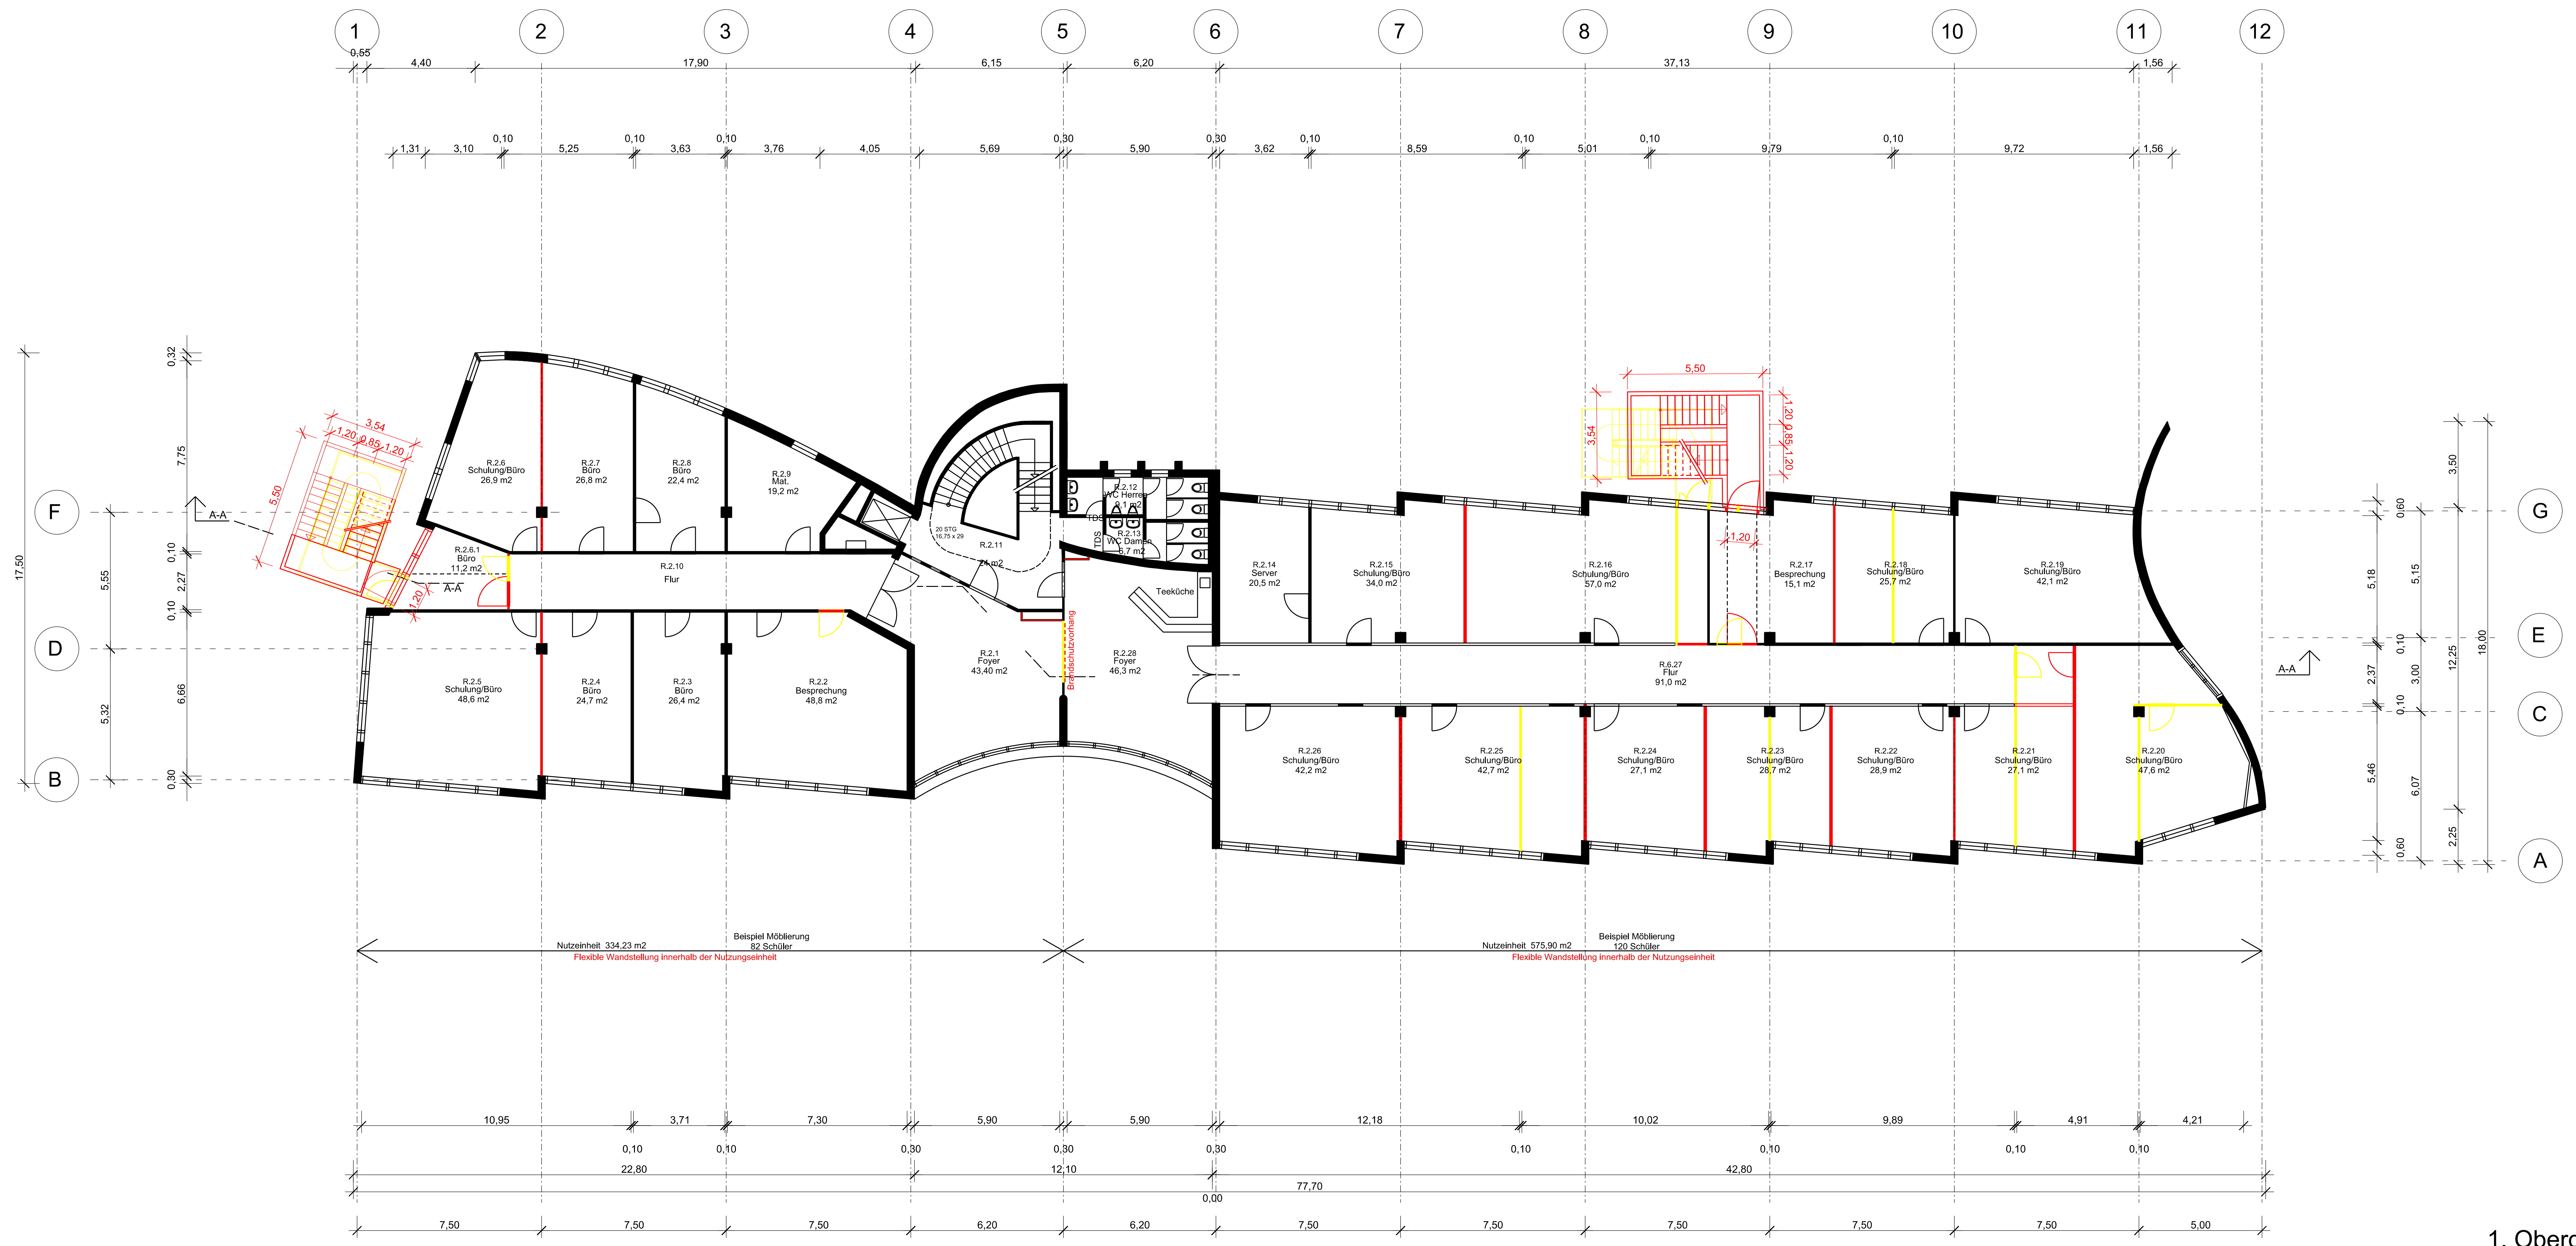 1 2 3 4 5 6 7 8 9 10 11 12
0,55
4,40 17,90 6,15 6,20 37,13 1,56
0,10 0,10 0,10 0,30 0,30 0,10 0,10 0,10 0,10
1,31 3,10 5,25 3,63 3,76 4,05 5,69 5,90 3,62 8,59 5,01 9,79 9,72 1,56
17,50
F
D
B
5,55
5,32
0,32
7,75
0,10
2,27
0,10
6,66
0,30
A-A
3,54
1,20 0,85 1,20
5,50
1,20
A-A
R.2.6
Schulung/Büro
26,9 m2
R.2.7
Büro
26,8 m2
R.2.8
Büro
22,4 m2
R.2.9
Mat.
19,2 m2
R.2.6.1
Büro
11,2 m2
R.2.10
Flur
R.2.5
Schulung/Büro
48,6 m2
R.2.4
Büro
24,7 m2
R.2.3
Büro
26,4 m2
R.2.2
Besprechung
48,8 m2
20 STG
16,75 x 29
R.2.11
24 m2
R.2.1
Foyer
43,40 m2
Brandschutzvorhang
R.2.28
Foyer
46,3 m2
Teeküche
R.2.12
WC Herren
9,1 m2
TDS
TDS
R.2.13
WC Damen
6,7 m2
R.2.14
Server
20,5 m2
R.2.15
Schulung/Büro
34,0 m2
R.2.16
Schulung/Büro
57,0 m2
5,50
3,54
1,20 0,85 1,20
1,20
R.2.17
Besprechung
15,1 m2
R.2.18
Schulung/Büro
25,7 m2
R.2.19
Schulung/Büro
42,1 m2
R.6.27
Flur
91,0 m2
R.2.26
Schulung/Büro
42,2 m2
R.2.25
Schulung/Büro
42,7 m2
R.2.24
Schulung/Büro
27,1 m2
R.2.23
Schulung/Büro
28,7 m2
R.2.22
Schulung/Büro
28,9 m2
R.2.21
Schulung/Büro
27,1 m2
R.2.20
Schulung/Büro
47,6 m2
A-A
5,18
2,37
5,46
0,60
5,15
0,10
3,00
0,10
6,07
0,60
3,50
12,25
2,25
18,00
G
E
C
A
Nutzeinheit 334,23 m2
Beispiel Möblierung
82 Schüler
Flexible Wandstellung innerhalb der Nutzungseinheit
Nutzeinheit 575,90 m2
Beispiel Möblierung
120 Schüler
Flexible Wandstellung innerhalb der Nutzungseinheit
10,95 3,71 7,30 5,90 5,90 12,18 10,02 9,89 4,91 4,21
0,10 0,10 0,30 0,30 0,30 0,10 0,10 0,10 0,10
22,80 12,10 42,80
77,70
0,00
7,50 7,50 7,50 6,20 6,20 7,50 7,50 7,50 7,50 7,50 5,00
1. Oberg